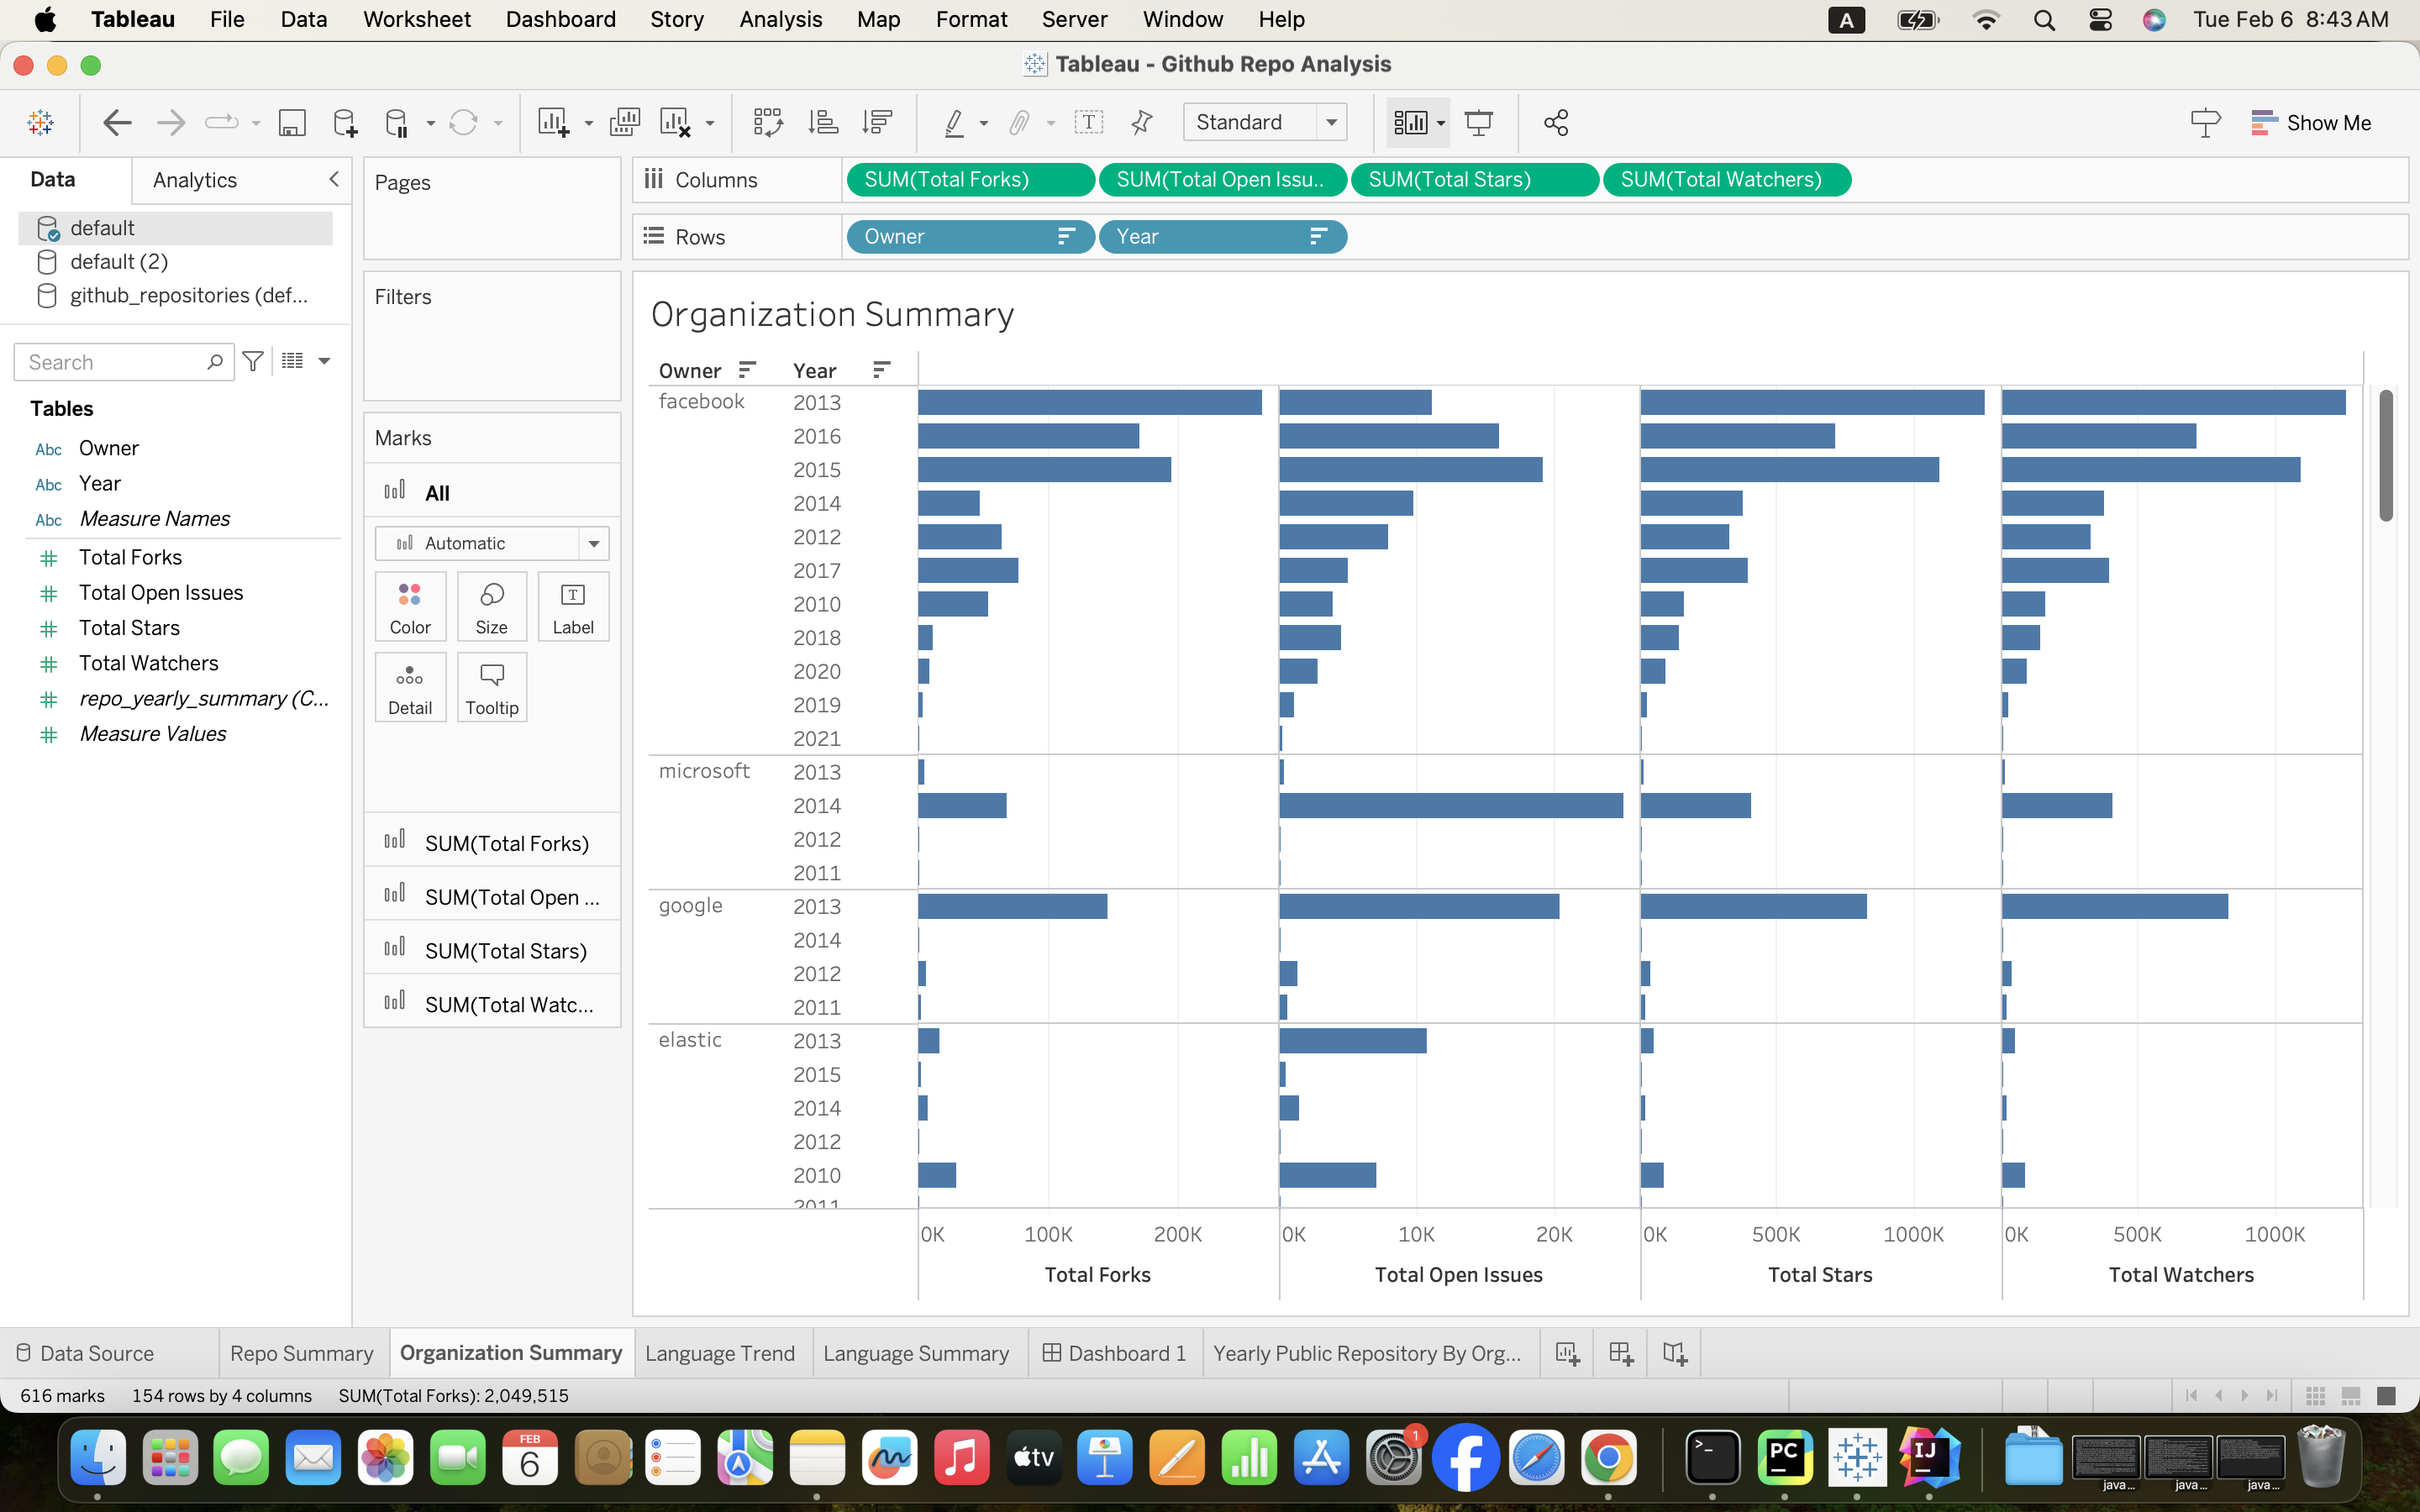 Tableau File Data Worksheet Dashboard Story Analysis Map Format Server Window Help A Tue Feb 6 8:43 AM
Tableau - Github Repo Analysis
Standard Show Me
Data Analytics
default
default (2)
github_repositories (def...
Search
Tables
Abc Owner
Abc Year
Abc Measure Names
Total Forks
Total Open Issues
Total Stars
Total Watchers
repo_yearly_summary (C...
Measure Values
Pages
Filters
Marks
All
Automatic
Color Size Label
Detail Tooltip
SUM(Total Forks)
SUM(Total Open ...
SUM(Total Stars)
SUM(Total Watc...
Columns SUM(Total Forks) SUM(Total Open Issu.. SUM(Total Stars) SUM(Total Watchers)
Rows Owner Year
Organization Summary
Owner Year
facebook 2013
2016
2015
2014
2012
2017
2010
2018
2020
2019
2021
microsoft 2013
2014
2012
2011
google 2013
2014
2012
2011
elastic 2013
2015
2014
2012
2010
2011
0K 100K 200K 0K 10K 20K 0K 500K 1000K 0K 500K 1000K
Total Forks Total Open Issues Total Stars Total Watchers
Data Source Repo Summary Organization Summary Language Trend Language Summary Dashboard 1 Yearly Public Repository By Org...
616 marks 154 rows by 4 columns SUM(Total Forks): 2,049,515
FEB
6
tv
1
>_
PC
IJ
java...
java...
java...